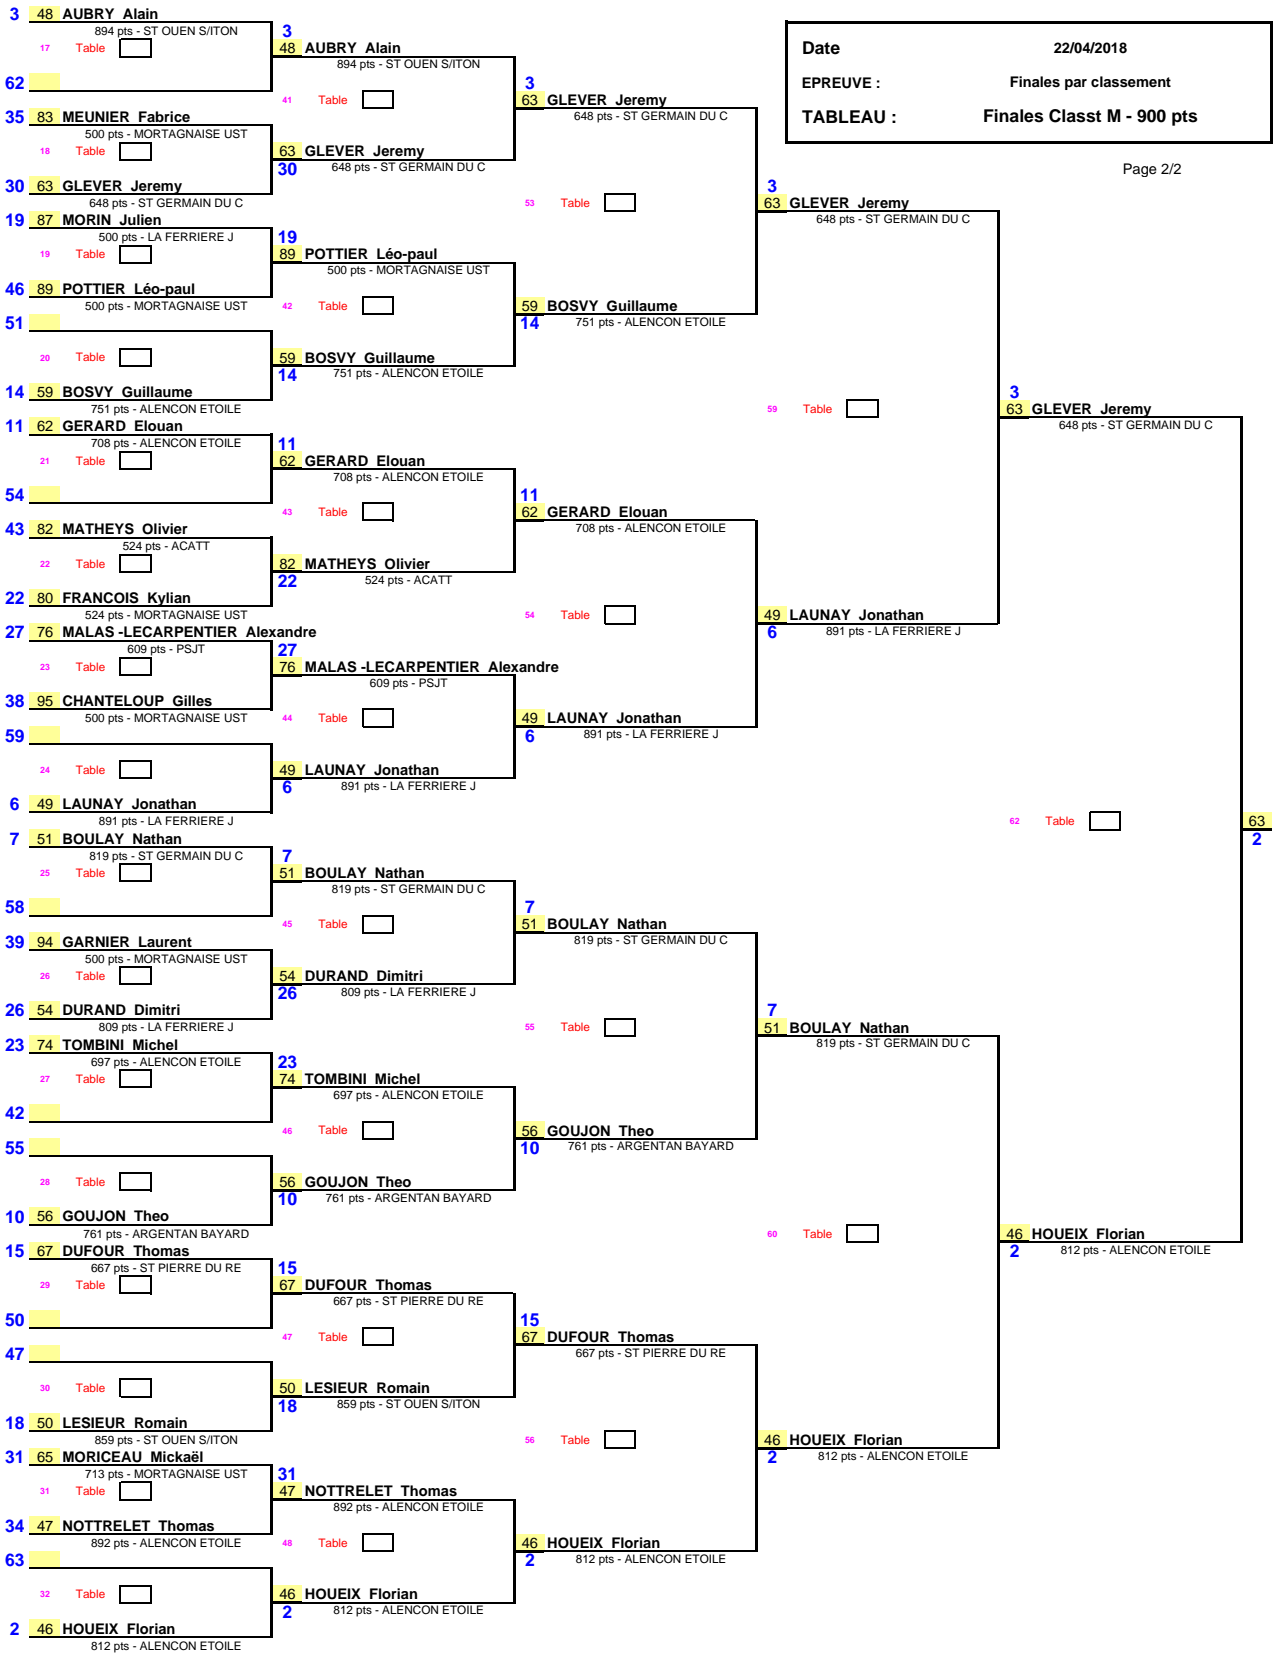 3 48 AUBRY Alain
894 pts - ST OUEN S/ITON
17 Table
62
35 83 MEUNIER Fabrice
500 pts - MORTAGNAISE UST
18 Table
30 63 GLEVER Jeremy
648 pts - ST GERMAIN DU C
19 87 MORIN Julien
500 pts - LA FERRIERE J
19 Table
46 89 POTTIER Léo-paul
500 pts - MORTAGNAISE UST
51
20 Table
14 59 BOSVY Guillaume
751 pts - ALENCON ETOILE
11 62 GERARD Elouan
708 pts - ALENCON ETOILE
21 Table
54
43 82 MATHEYS Olivier
524 pts - ACATT
22 Table
22 80 FRANCOIS Kylian
524 pts - MORTAGNAISE UST
27 76 MALAS -LECARPENTIER Alexandre
609 pts - PSJT
23 Table
38 95 CHANTELOUP Gilles
500 pts - MORTAGNAISE UST
59
24 Table
6 49 LAUNAY Jonathan
891 pts - LA FERRIERE J
7 51 BOULAY Nathan
819 pts - ST GERMAIN DU C
25 Table
58
39 94 GARNIER Laurent
500 pts - MORTAGNAISE UST
26 Table
26 54 DURAND Dimitri
809 pts - LA FERRIERE J
23 74 TOMBINI Michel
697 pts - ALENCON ETOILE
27 Table
42
55
28 Table
10 56 GOUJON Theo
761 pts - ARGENTAN BAYARD
15 67 DUFOUR Thomas
667 pts - ST PIERRE DU RE
29 Table
50
47
30 Table
18 50 LESIEUR Romain
859 pts - ST OUEN S/ITON
31 65 MORICEAU Mickaël
713 pts - MORTAGNAISE UST
31 Table
34 47 NOTTRELET Thomas
892 pts - ALENCON ETOILE
63
32 Table
2 46 HOUEIX Florian
812 pts - ALENCON ETOILE
3
48 AUBRY Alain
894 pts - ST OUEN S/ITON
41 Table
63 GLEVER Jeremy
30 648 pts - ST GERMAIN DU C
19
89 POTTIER Léo-paul
500 pts - MORTAGNAISE UST
42 Table
59 BOSVY Guillaume
14 751 pts - ALENCON ETOILE
11
62 GERARD Elouan
708 pts - ALENCON ETOILE
43 Table
82 MATHEYS Olivier
22 524 pts - ACATT
27
76 MALAS -LECARPENTIER Alexandre
609 pts - PSJT
44 Table
49 LAUNAY Jonathan
6 891 pts - LA FERRIERE J
7
51 BOULAY Nathan
819 pts - ST GERMAIN DU C
45 Table
54 DURAND Dimitri
26 809 pts - LA FERRIERE J
23
74 TOMBINI Michel
697 pts - ALENCON ETOILE
46 Table
56 GOUJON Theo
10 761 pts - ARGENTAN BAYARD
15
67 DUFOUR Thomas
667 pts - ST PIERRE DU RE
47 Table
50 LESIEUR Romain
18 859 pts - ST OUEN S/ITON
31
47 NOTTRELET Thomas
892 pts - ALENCON ETOILE
48 Table
46 HOUEIX Florian
2 812 pts - ALENCON ETOILE
3
63 GLEVER Jeremy
648 pts - ST GERMAIN DU C
53 Table
59 BOSVY Guillaume
14 751 pts - ALENCON ETOILE
11
62 GERARD Elouan
708 pts - ALENCON ETOILE
54 Table
49 LAUNAY Jonathan
6 891 pts - LA FERRIERE J
7
51 BOULAY Nathan
819 pts - ST GERMAIN DU C
55 Table
56 GOUJON Theo
10 761 pts - ARGENTAN BAYARD
15
67 DUFOUR Thomas
667 pts - ST PIERRE DU RE
56 Table
46 HOUEIX Florian
2 812 pts - ALENCON ETOILE
Date 22/04/2018
EPREUVE : Finales par classement
TABLEAU : Finales Classt M - 900 pts
Page 2/2
3
63 GLEVER Jeremy
648 pts - ST GERMAIN DU C
59 Table
49 LAUNAY Jonathan
6 891 pts - LA FERRIERE J
7
51 BOULAY Nathan
819 pts - ST GERMAIN DU C
60 Table
46 HOUEIX Florian
2 812 pts - ALENCON ETOILE
3
63 GLEVER Jeremy
648 pts - ST GERMAIN DU C
62 Table
46 HOUEIX Florian
2 812 pts - ALENCON ETOILE
63
2